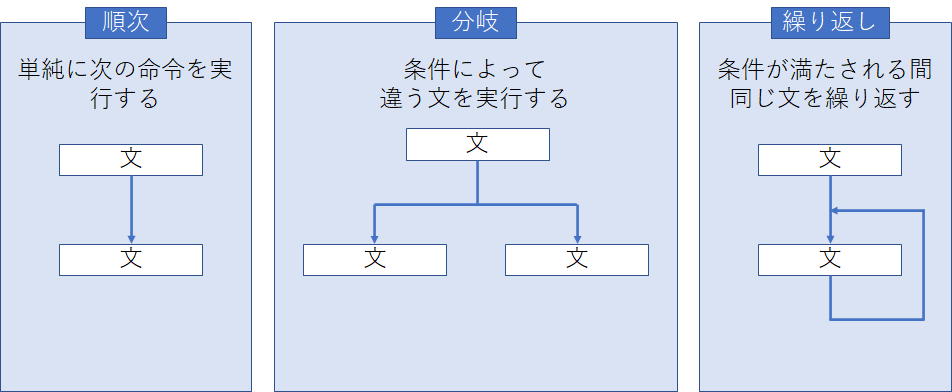 順次
単純に次の命令を実
行する
文
文
分岐
条件によって
違う文を実行する
文
文
文
繰り返し
条件が満たされる間
同じ文を繰り返す
文
文